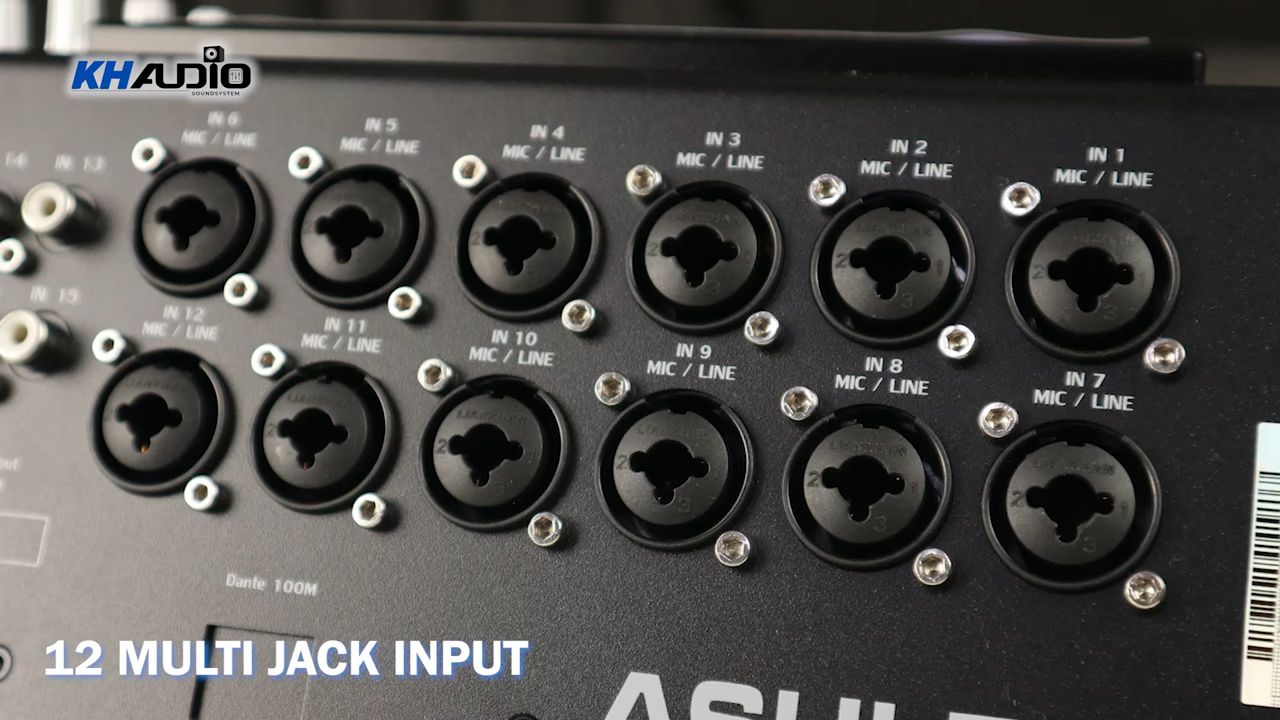 KHAUDIO
SOUNDSYSTEM
IN 6
MIC / LINE
IN 5
MIC / LINE
IN 4
MIC / LINE
IN 3
MIC / LINE
IN 2
MIC / LINE
IN 1
MIC / LINE
14
IN 13
IN 15
IN 12
MIC / LINE
IN 11
MIC / LINE
IN 10
MIC / LINE
IN 9
MIC / LINE
IN 8
MIC / LINE
IN 7
MIC / LINE
Dante 100M
12 MULTI JACK INPUT